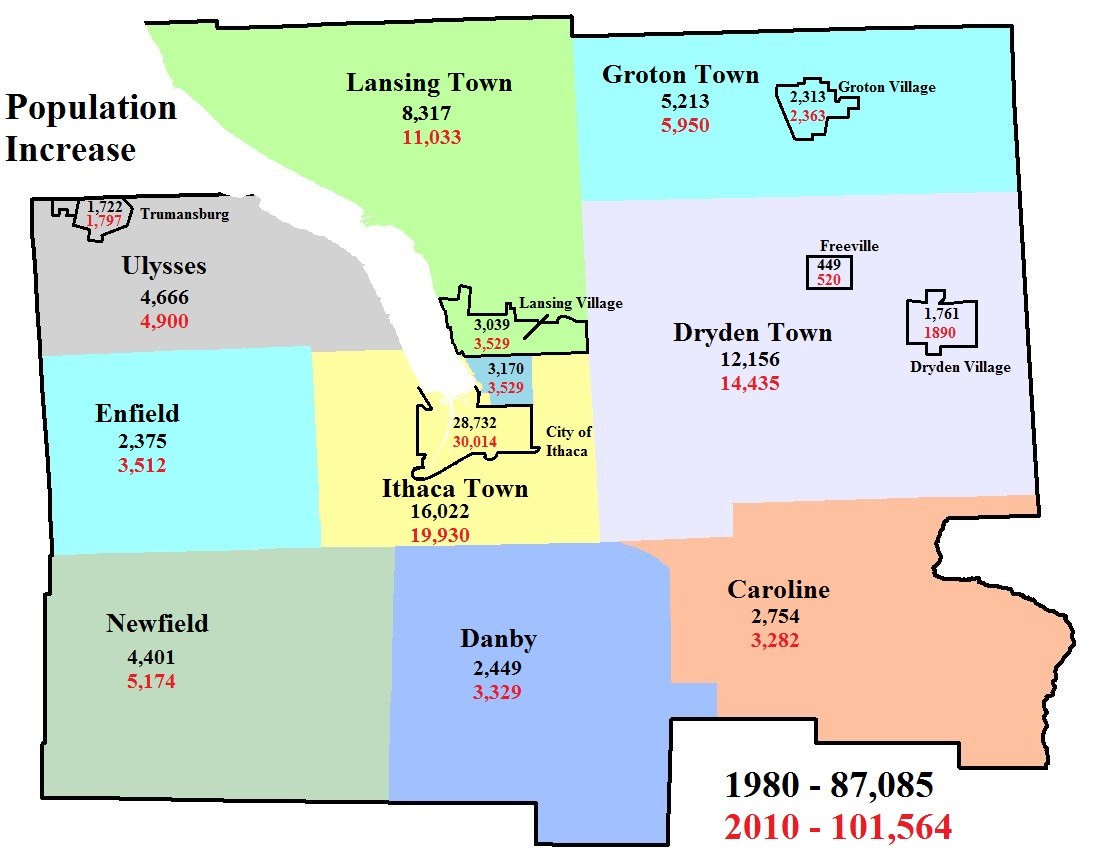 Population
Increase
Lansing Town
8,317
11,033
Groton Town
5,213
5,950
2,313
2,363
Groton Village
1,722
1,797
Trumansburg
Ulysses
4,666
4,900
Freeville
449
520
1,761
1890
Dryden Village
Lansing Village
3,039
3,529
Dryden Town
12,156
14,435
3,170
3,529
Enfield
2,375
3,512
28,732
30,014
City of
Ithaca
Ithaca Town
16,022
19,930
Newfield
4,401
5,174
Danby
2,449
3,329
Caroline
2,754
3,282
1980 - 87,085
2010 - 101,564